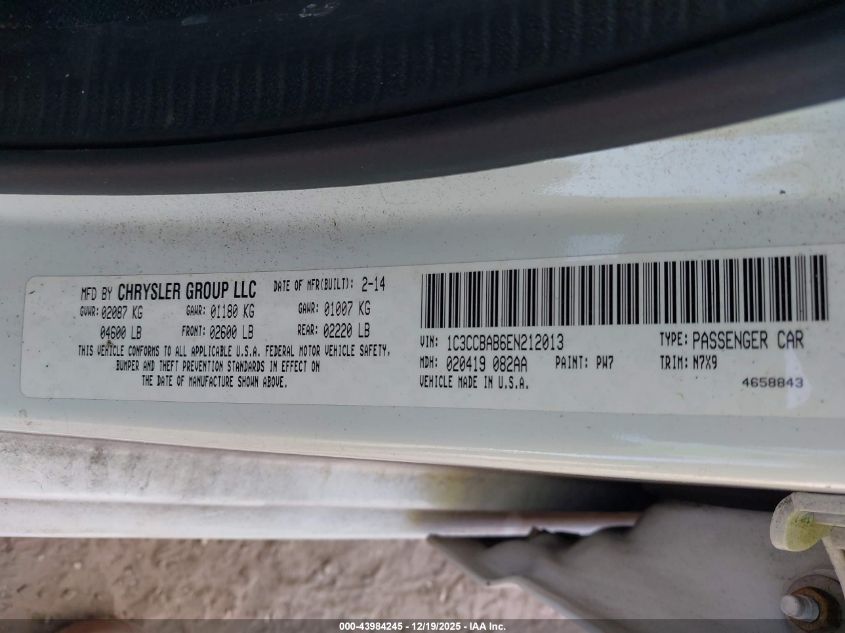 MFD BY CHRYSLER GROUP LLC DATE OF MFR(BUILT): 2-14
GVWR: 02087 KG GAWR: 01180 KG GAWR: 01007 KG
04600 LB FRONT: 02600 LB REAR: 02220 LB
THIS VEHICLE CONFORMS TO ALL APPLICABLE U.S.A. FEDERAL MOTOR VEHICLE SAFETY,
BUMPER AND THEFT PREVENTION STANDARDS IN EFFECT ON
THE DATE OF MANUFACTURE SHOWN ABOVE.
VIN: 1C3CCBAB6EN212013 TYPE: PASSENGER CAR
MDH: 020419 082AA PAINT: PW7 TRIM: N7X9
VEHICLE MADE IN U.S.A. 4658843
000-43984245 - 12/19/2025 - IAA Inc.